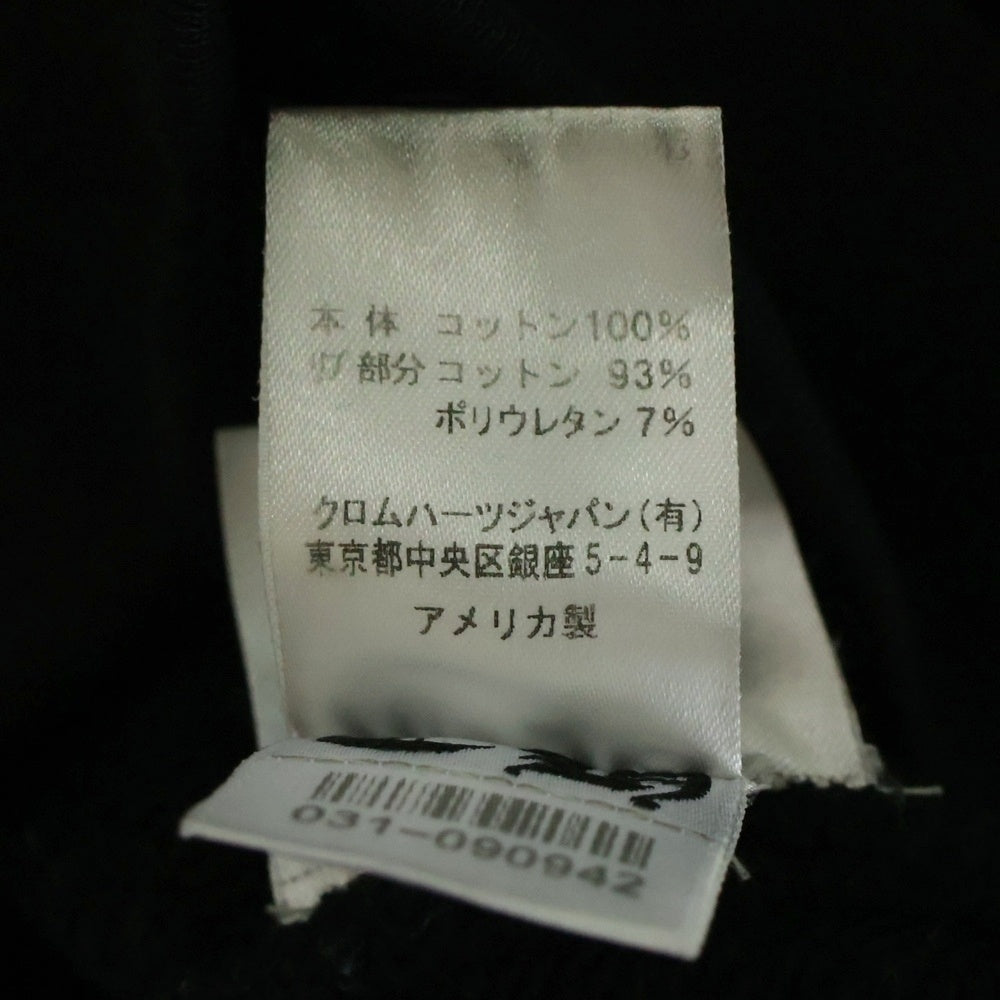 本体 コットン100%
リブ部分コットン 93%
ポリウレタン 7%
クロムハーツジャパン(有)
東京都中央区銀座5-4-9
アメリカ製
031-090942